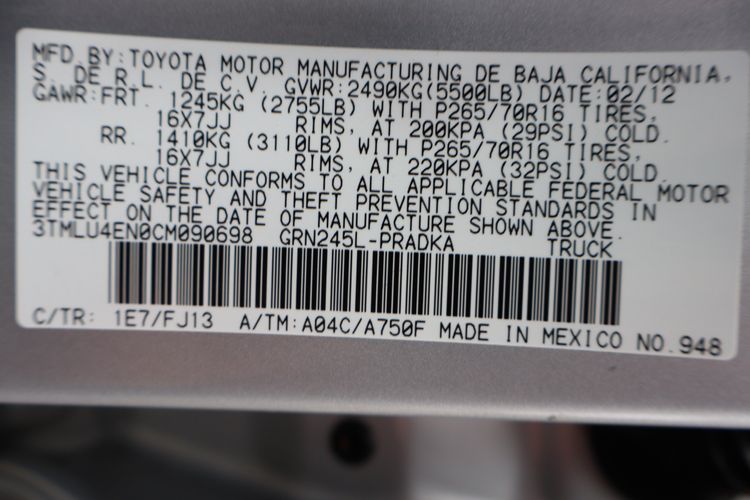 MFD.BY:TOYOTA MOTOR MANUFACTURING DE BAJA CALIFORNIA,
S. DE R.L. DE C.V. GVWR:2490KG(5500LB) DATE:02/12
GAWR:FRT. 1245KG (2755LB) WITH P265/70R16 TIRES,
16X7JJ RIMS, AT 200KPA (29PSI) COLD.
RR. 1410KG (3110LB) WITH P265/70R16 TIRES,
16X7JJ RIMS, AT 220KPA (32PSI) COLD.
THIS VEHICLE CONFORMS TO ALL APPLICABLE FEDERAL MOTOR
VEHICLE SAFETY AND THEFT PREVENTION STANDARDS IN
EFFECT ON THE DATE OF MANUFACTURE SHOWN ABOVE.
3TMLU4EN0CM090698 GRN245L-PRADKA TRUCK
C/TR: 1E7/FJ13 A/TM:A04C/A750F MADE IN MEXICO NO.948